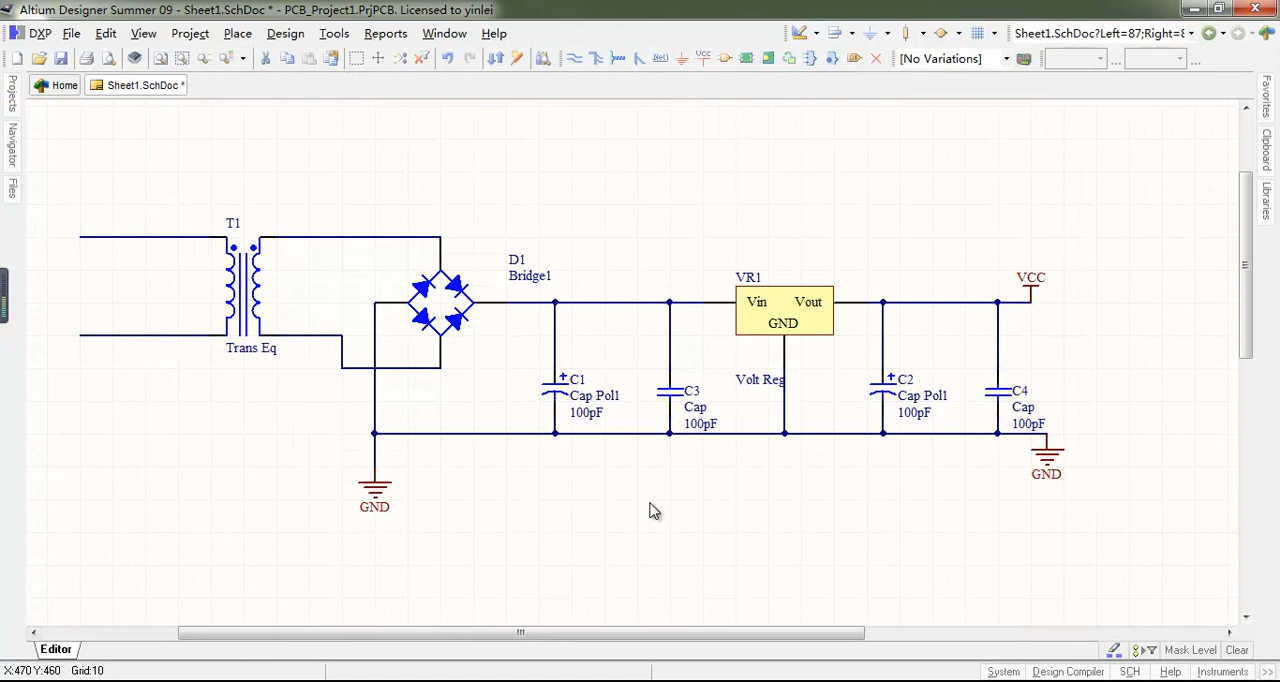 Altium Designer Summer 09 - Sheet1.SchDoc * - PCB_Project1.PrjPCB. Licensed to yinlei
DXP File Edit View Project Place Design Tools Reports Window Help
Sheet1.SchDoc?Left=87;Right=8
Net VCC [No Variations] ... ...
Home Sheet1.SchDoc *
Projects
Navigator
Files
Favorites
Clipboard
Libraries
T1
Trans Eq
D1
Bridge1
C1
Cap Pol1
100pF
C3
Cap
100pF
VR1
Vin Vout
GND
Volt Reg
C2
Cap Pol1
100pF
C4
Cap
100pF
VCC
GND
GND
Editor
Mask Level Clear
X:470 Y:460 Grid:10
System Design Compiler SCH Help Instruments >>